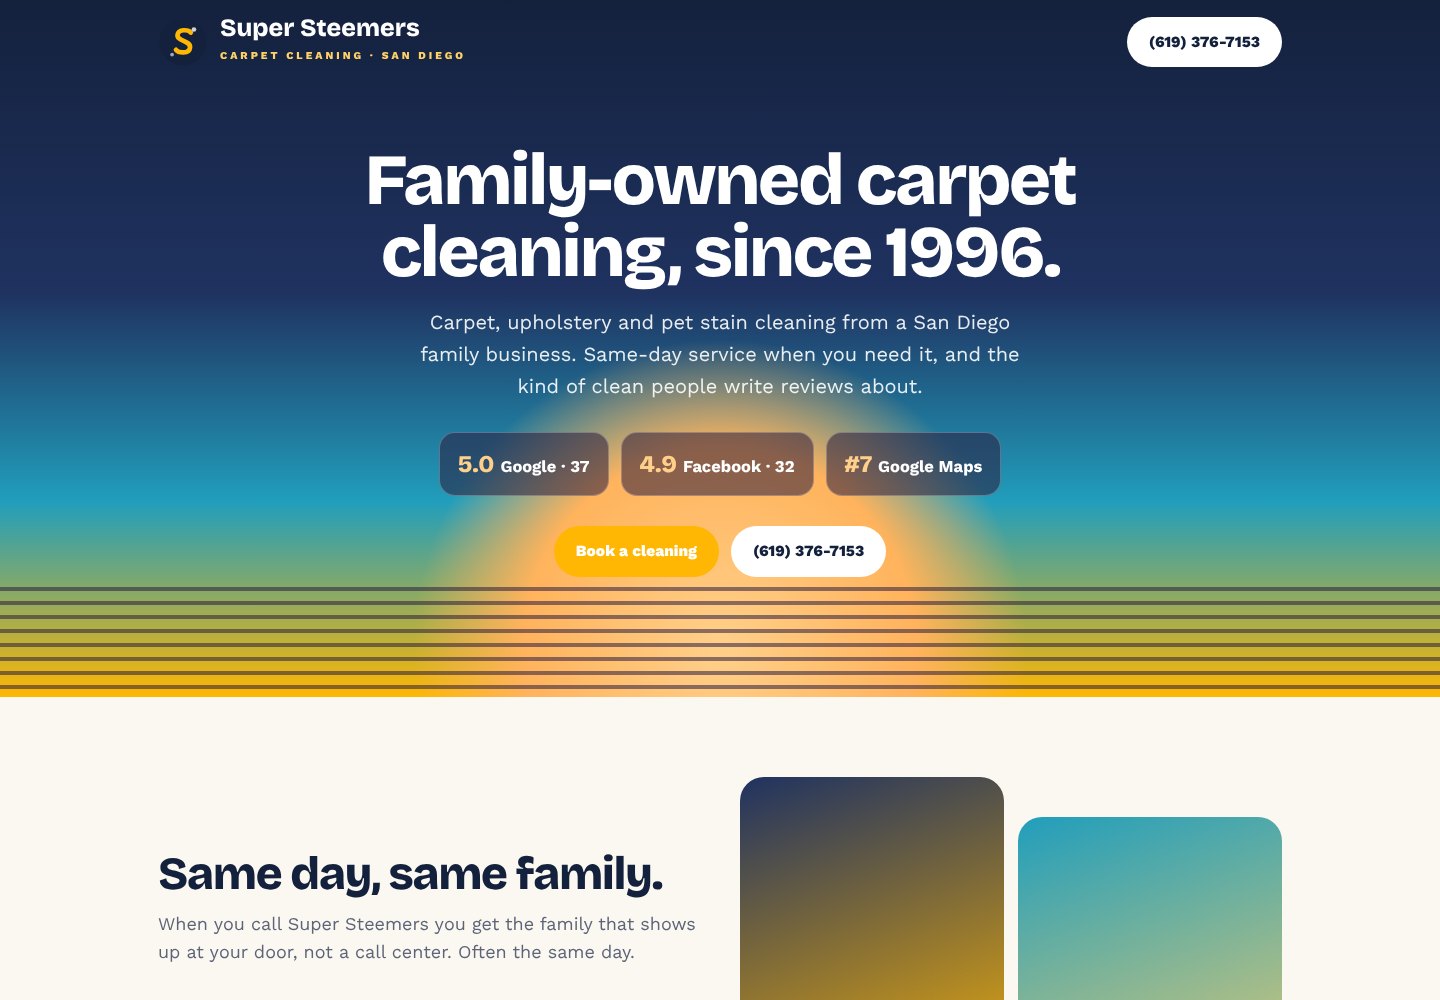 Super Steemers
CARPET CLEANING · SAN DIEGO
(619) 376-7153
Family-owned carpet
cleaning, since 1996.
Carpet, upholstery and pet stain cleaning from a San Diego
family business. Same-day service when you need it, and the
kind of clean people write reviews about.
5.0 Google · 37
4.9 Facebook · 32
#7 Google Maps
Book a cleaning
(619) 376-7153
Same day, same family.
When you call Super Steemers you get the family that shows
up at your door, not a call center. Often the same day.